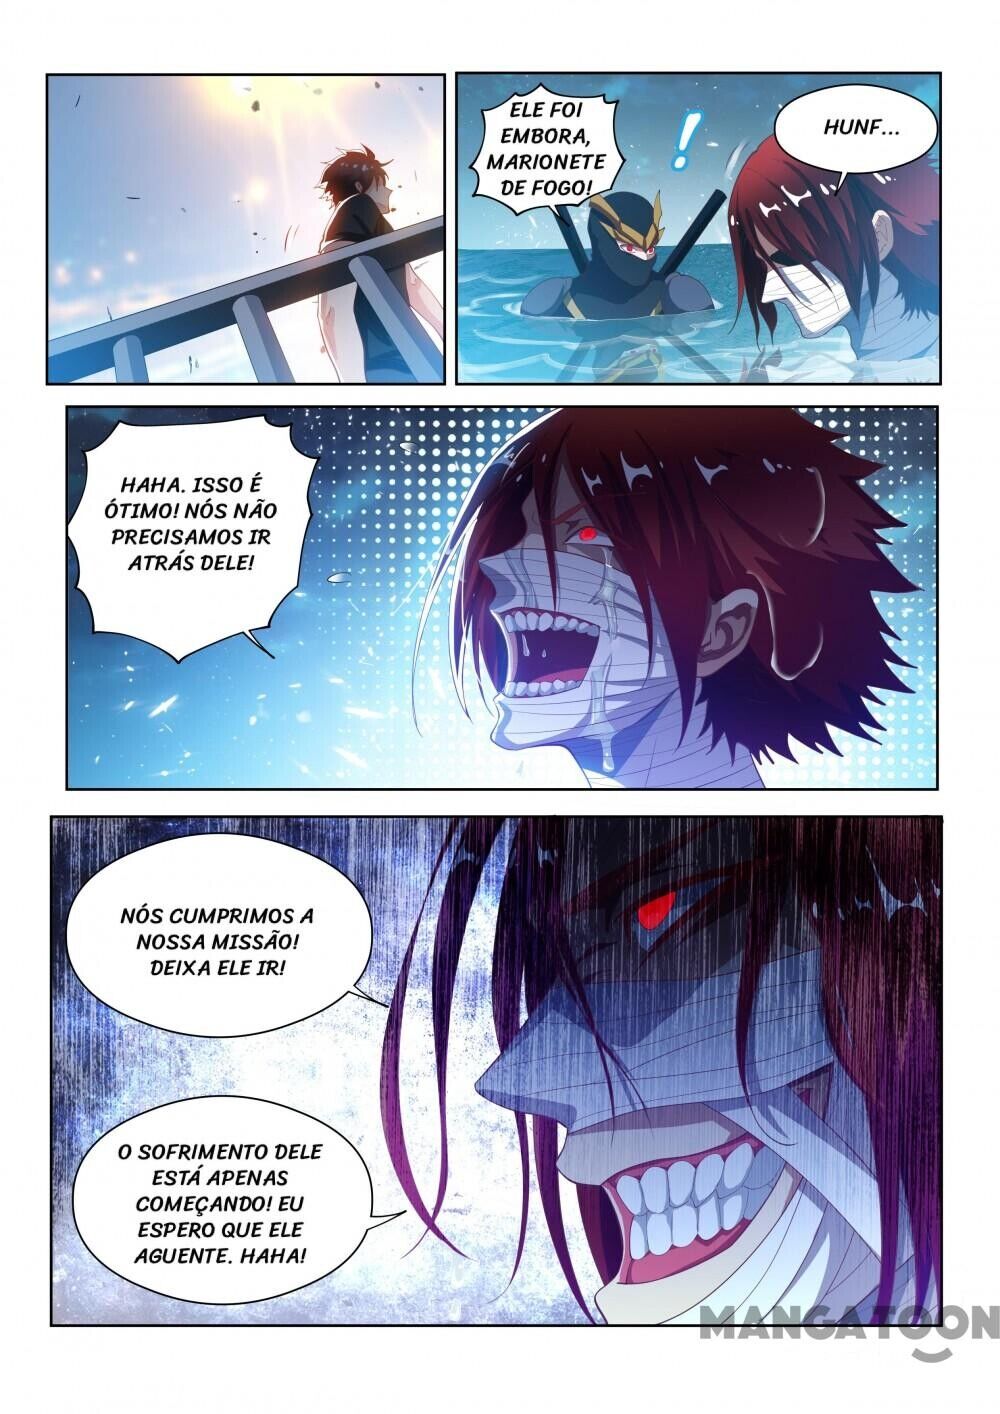 ELE FOI
EMBORA,
MARIONETE
DE FOGO!
!
HUNF...
HAHA. ISSO É
ÓTIMO! NÓS NÃO
PRECISAMOS IR
ATRÁS DELE!
NÓS CUMPRIMOS A
NOSSA MISSÃO!
DEIXA ELE IR!
O SOFRIMENTO DELE
ESTÁ APENAS
COMEÇANDO! EU
ESPERO QUE ELE
AGUENTE. HAHA!
MANGATOON